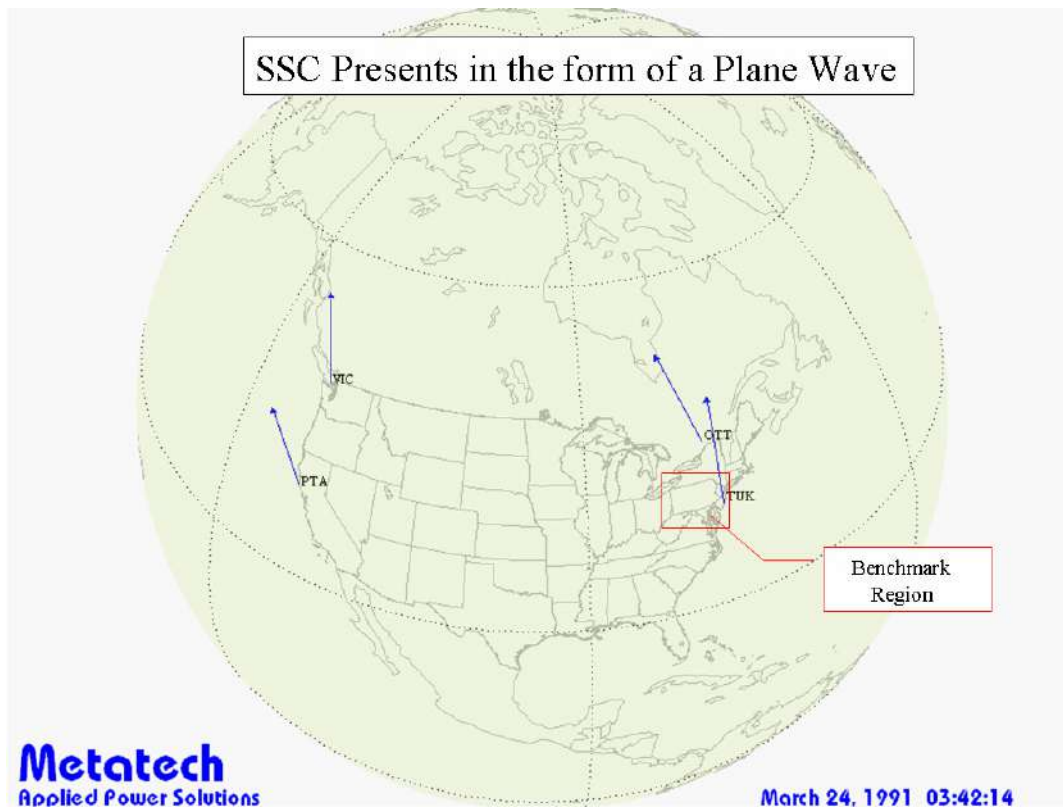 SSC Presents in the form of a Plane Wave
VIC
OTT
PTA
TUK
Benchmark
Region
Metatech
Applied Power Solutions
March 24, 1991 03:42:14